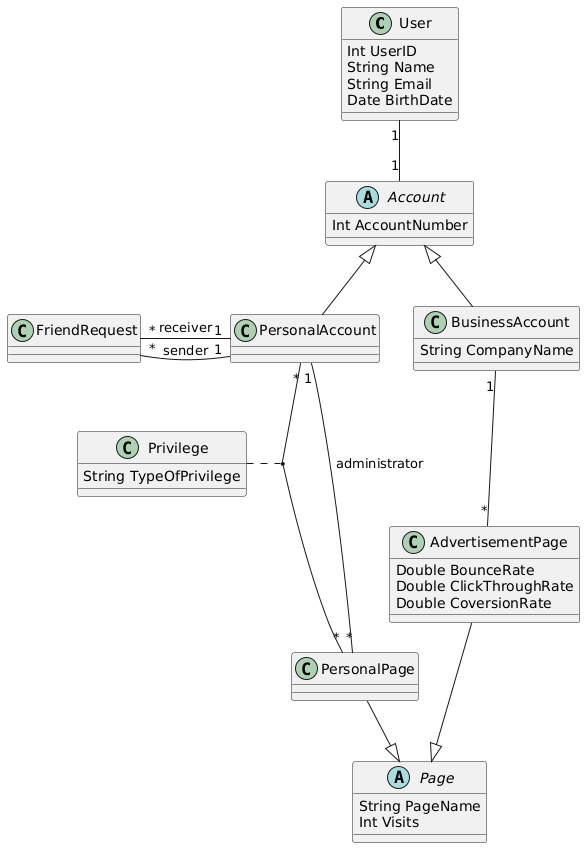 C User
Int UserID
String Name
String Email
Date BirthDate
1
1
A Account
Int AccountNumber
C FriendRequest
* receiver 1
* sender 1
C PersonalAccount
C BusinessAccount
String CompanyName
* 1
1
C Privilege
String TypeOfPrivilege
administrator
*
C AdvertisementPage
Double BounceRate
Double ClickThroughRate
Double CoversionRate
* *
C PersonalPage
A Page
String PageName
Int Visits